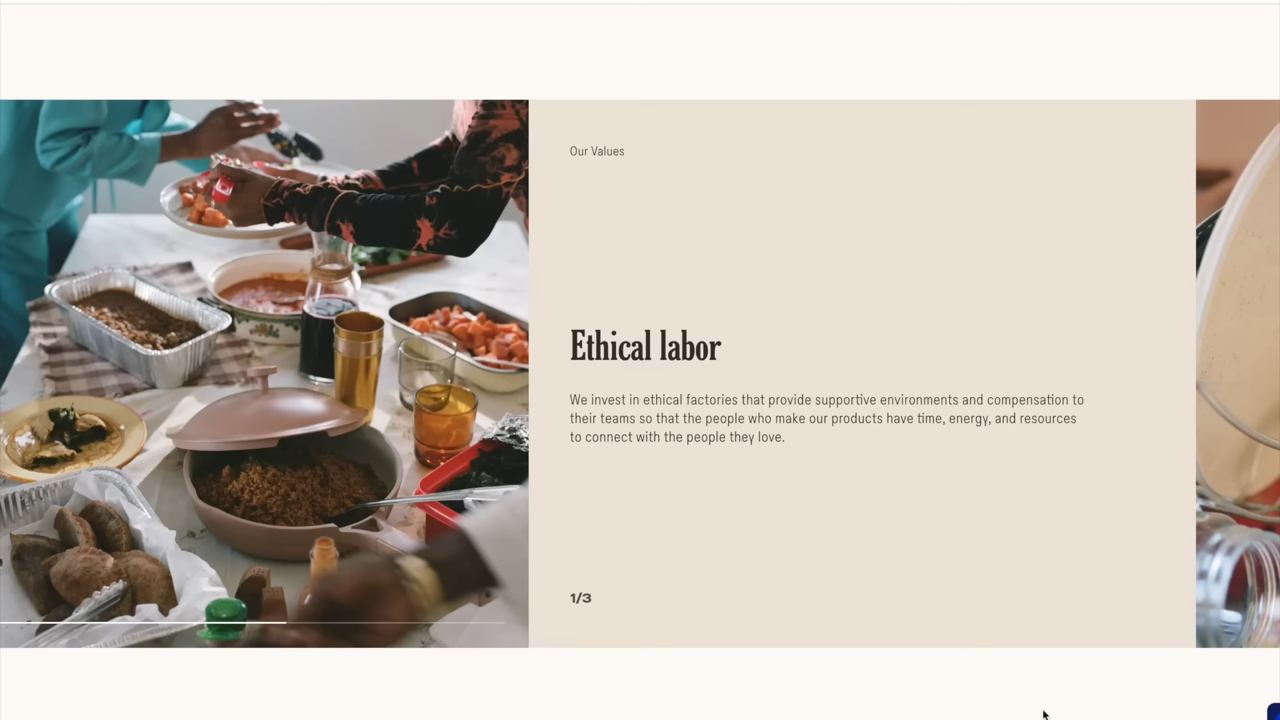 Our Values
Ethical labor
We invest in ethical factories that provide supportive environments and compensation to
their teams so that the people who make our products have time, energy, and resources
to connect with the people they love.
1/3